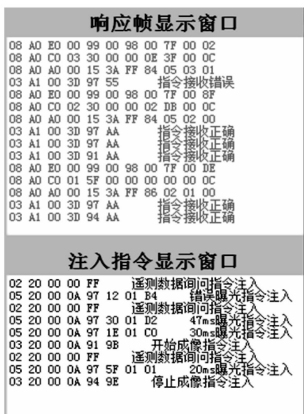 响应帧显示窗口
08 A0 E0 00 99 00 98 00 7F 00 02
08 A0 C0 03 30 00 00 0E 3F 00 0C
08 A0 A0 00 15 3A FF 84 05 03 01
03 A1 00 3D 97 55 指令接收错误
08 A0 E0 00 99 00 98 00 7F 00 8F
08 A0 C0 02 30 00 00 02 DB 00 0C
08 A0 A0 00 15 3A FF 84 05 02 00
03 A1 00 3D 97 AA 指令接收正确
03 A1 00 3D 97 AA 指令接收正确
03 A1 00 3D 91 AA 指令接收正确
08 A0 E0 00 99 00 98 00 7F 00 DE
08 A0 C0 01 5F 00 00 00 00 00 0C
08 A0 A0 00 15 3A FF 86 02 01 00
03 A1 00 3D 97 AA 指令接收正确
03 A1 00 3D 94 AA 指令接收正确
注入指令显示窗口
02 20 00 00 FF 遥测数据询问指令注入
05 20 00 0A 97 12 01 B4 错误曝光指令注入
02 20 00 00 FF 遥测数据询问指令注入
05 20 00 0A 97 30 01 D2 47ms曝光指令注入
05 20 00 0A 97 1E 01 C0 30ms曝光指令注入
03 20 00 0A 91 9B 开始成像指令注入
02 20 00 00 FF 遥测数据询问指令注入
05 20 00 0A 97 5F 01 01 20ms曝光指令注入
03 20 00 0A 94 9E 停止成像指令注入